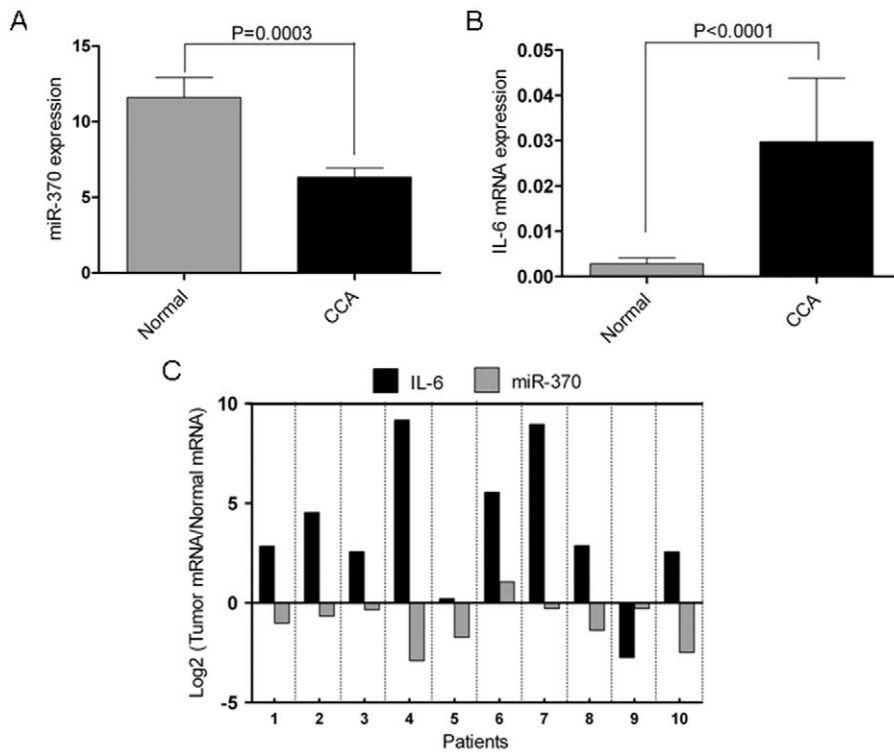 A
P=0.0003
miR-370 expression
15
10
5
0
Normal
CCA
B
P<0.0001
IL-6 mRNA expression
0.05
0.04
0.03
0.02
0.01
0.00
Normal
CCA
C
IL-6 miR-370
Log2 (Tumor mRNA/Normal mRNA)
10
5
0
-5
1 2 3 4 5 6 7 8 9 10
Patients